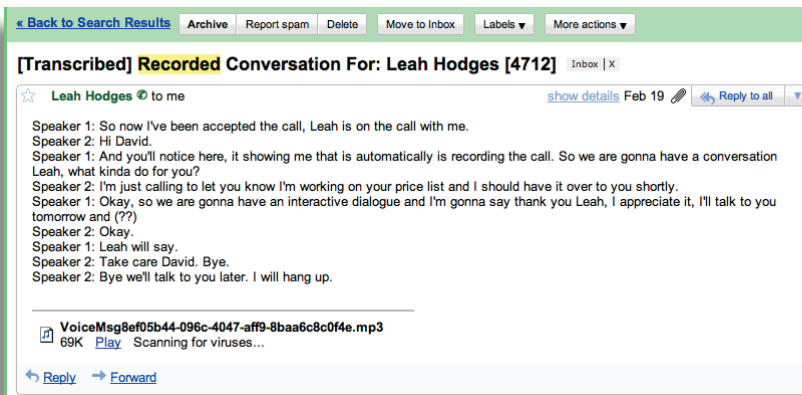 « Back to Search Results Archive Report spam Delete Move to Inbox Labels ▼ More actions ▼
[Transcribed] Recorded Conversation For: Leah Hodges [4712] Inbox | X
Leah Hodges ✆ to me show details Feb 19 Reply to all ▼
Speaker 1: So now I've been accepted the call, Leah is on the call with me.
Speaker 2: Hi David.
Speaker 1: And you'll notice here, it showing me that is automatically is recording the call. So we are gonna have a conversation
Leah, what kinda do for you?
Speaker 2: I'm just calling to let you know I'm working on your price list and I should have it over to you shortly.
Speaker 1: Okay, so we are gonna have an interactive dialogue and I'm gonna say thank you Leah, I appreciate it, I'll talk to you
tomorrow and (??)
Speaker 2: Okay.
Speaker 1: Leah will say.
Speaker 2: Take care David. Bye.
Speaker 2: Bye we'll talk to you later. I will hang up.
VoiceMsg8ef05b44-096c-4047-aff9-8baa6c8c0f4e.mp3
69K Play Scanning for viruses...
Reply Forward